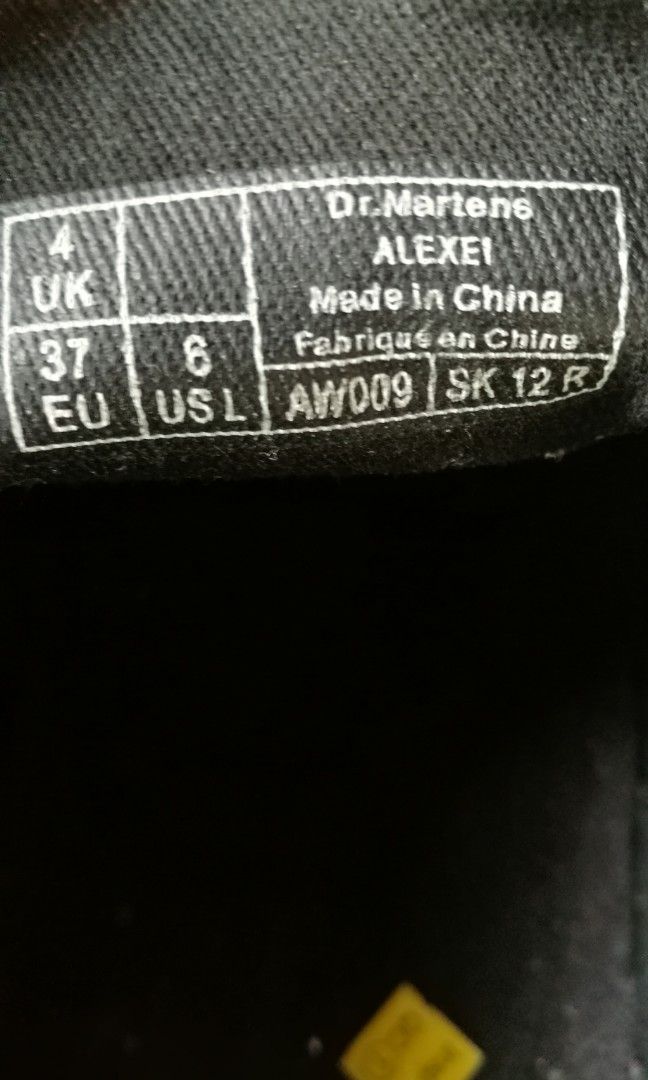 4
UK
37
EU
6
US L
Dr.Martens
ALEXEI
Made in China
Fabriqué en Chine
AW009
SK 12 R